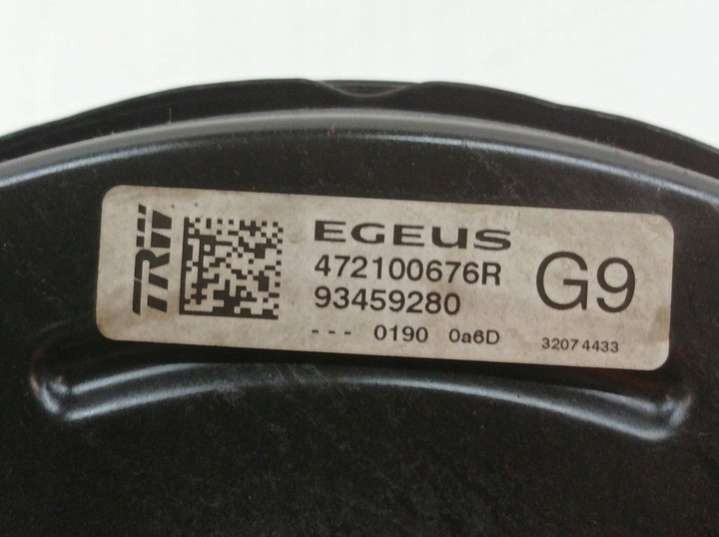 TRW
EGEUS
472100676R
93459280
G9
--- 0190 0a6D
32074433